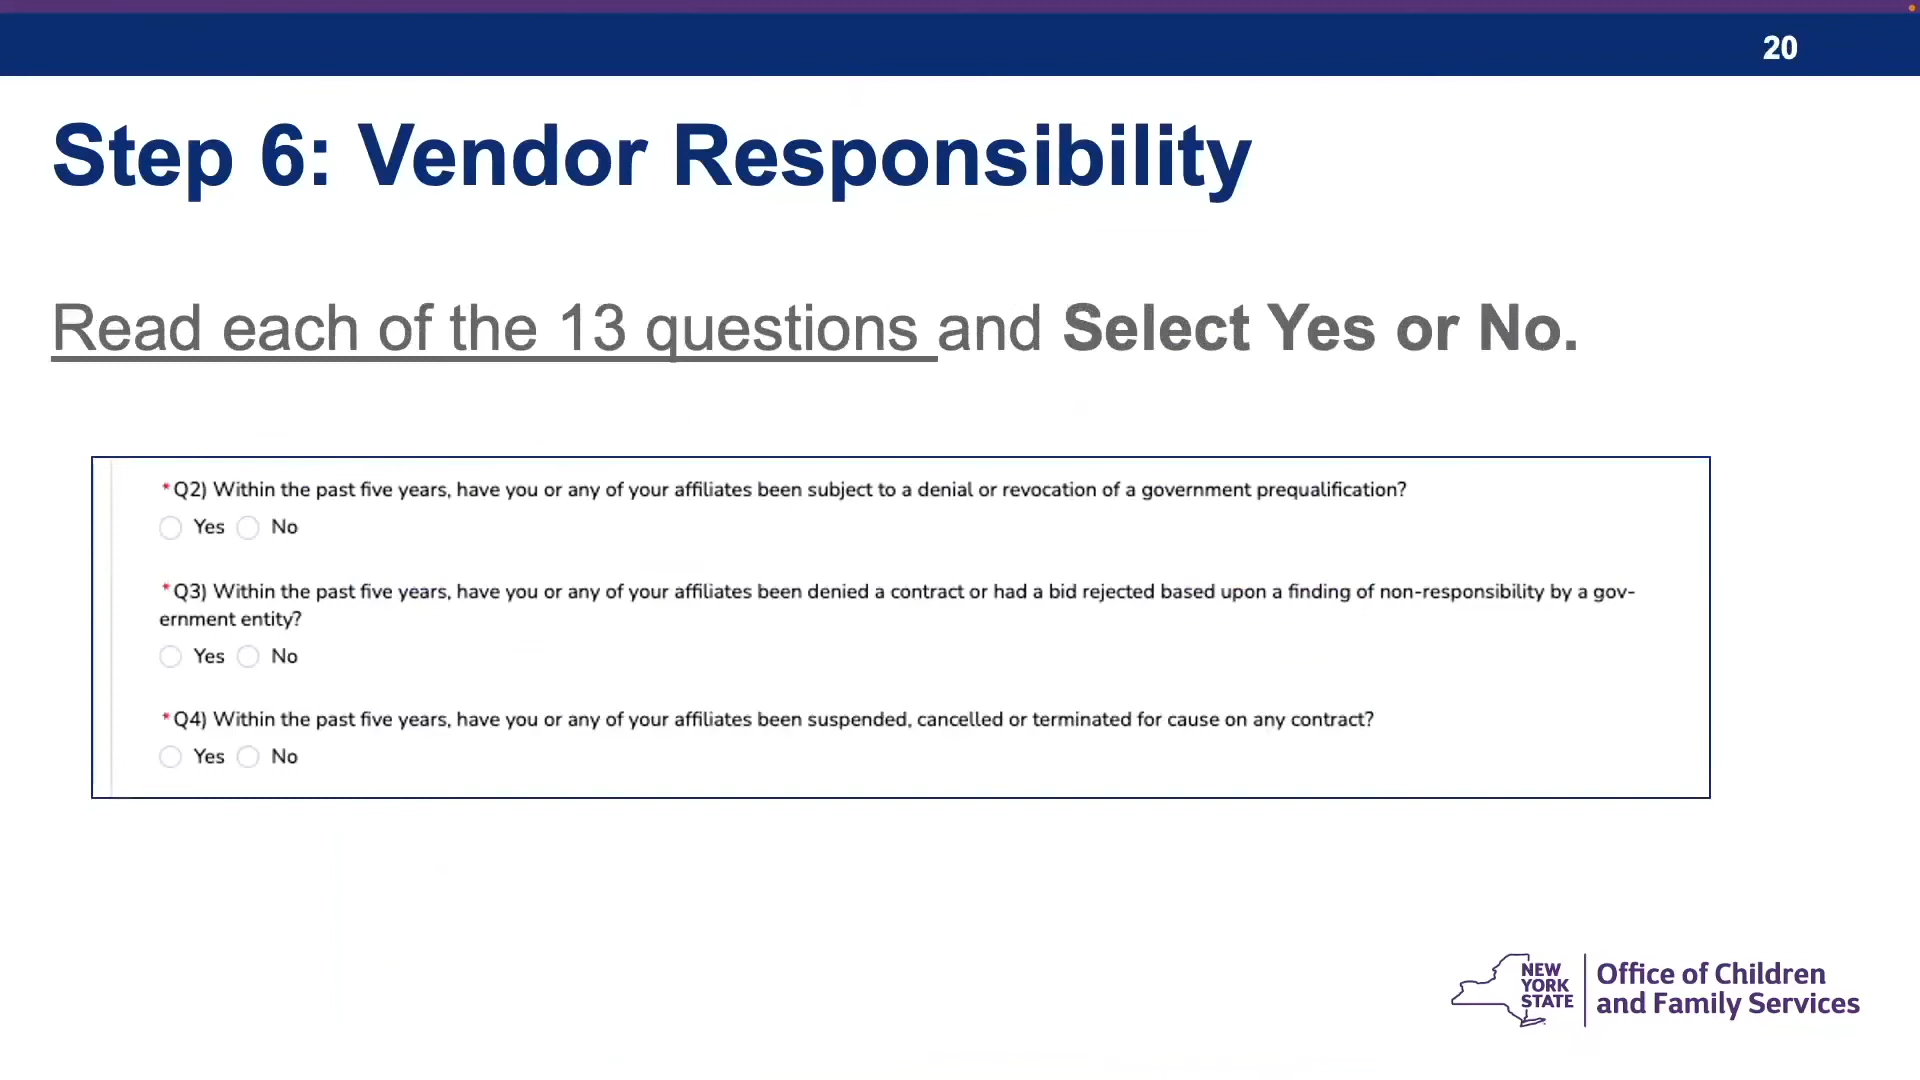 20
Step 6: Vendor Responsibility
Read each of the 13 questions and Select Yes or No.
*Q2) Within the past five years, have you or any of your affiliates been subject to a denial or revocation of a government prequalification?
Yes No
*Q3) Within the past five years, have you or any of your affiliates been denied a contract or had a bid rejected based upon a finding of non-responsibility by a gov-
ernment entity?
Yes No
*Q4) Within the past five years, have you or any of your affiliates been suspended, cancelled or terminated for cause on any contract?
Yes No
NEW
YORK
STATE
Office of Children
and Family Services